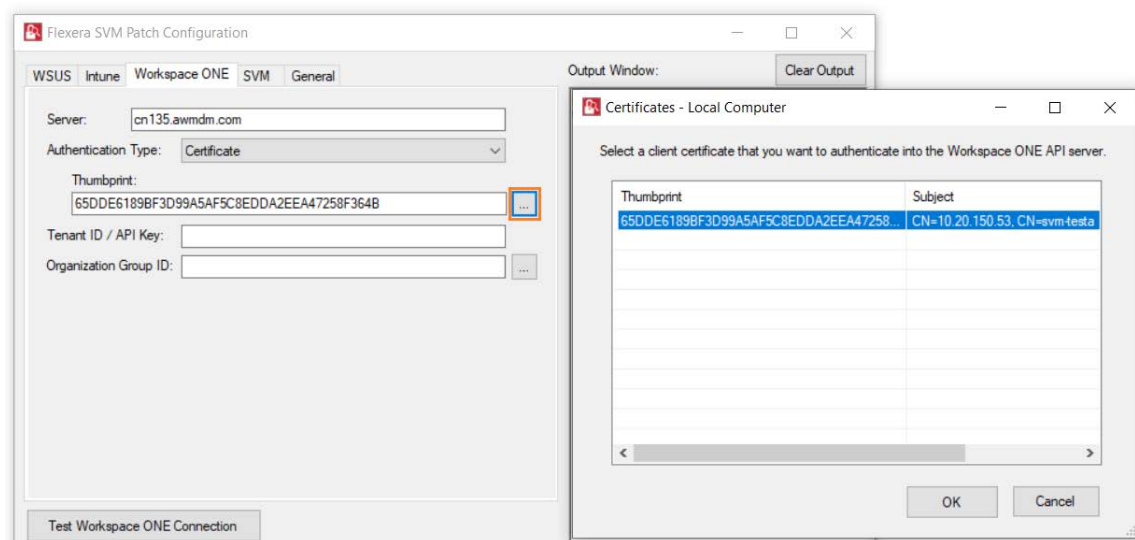 Flexera SVM Patch Configuration
WSUS Intune Workspace ONE SVM General
Output Window:
Clear Output
Server: cn135.awmdm.com
Authentication Type: Certificate
Thumbprint:
65DDE6189BF3D99A5AF5C8EDDA2EEA47258F364B ...
Tenant ID / API Key:
Organization Group ID: ...
Test Workspace ONE Connection
Certificates - Local Computer
Select a client certificate that you want to authenticate into the Workspace ONE API server.
Thumbprint Subject
65DDE6189BF3D99A5AF5C8EDDA2EEA47258... CN=10.20.150.53, CN=svm-testa
OK Cancel